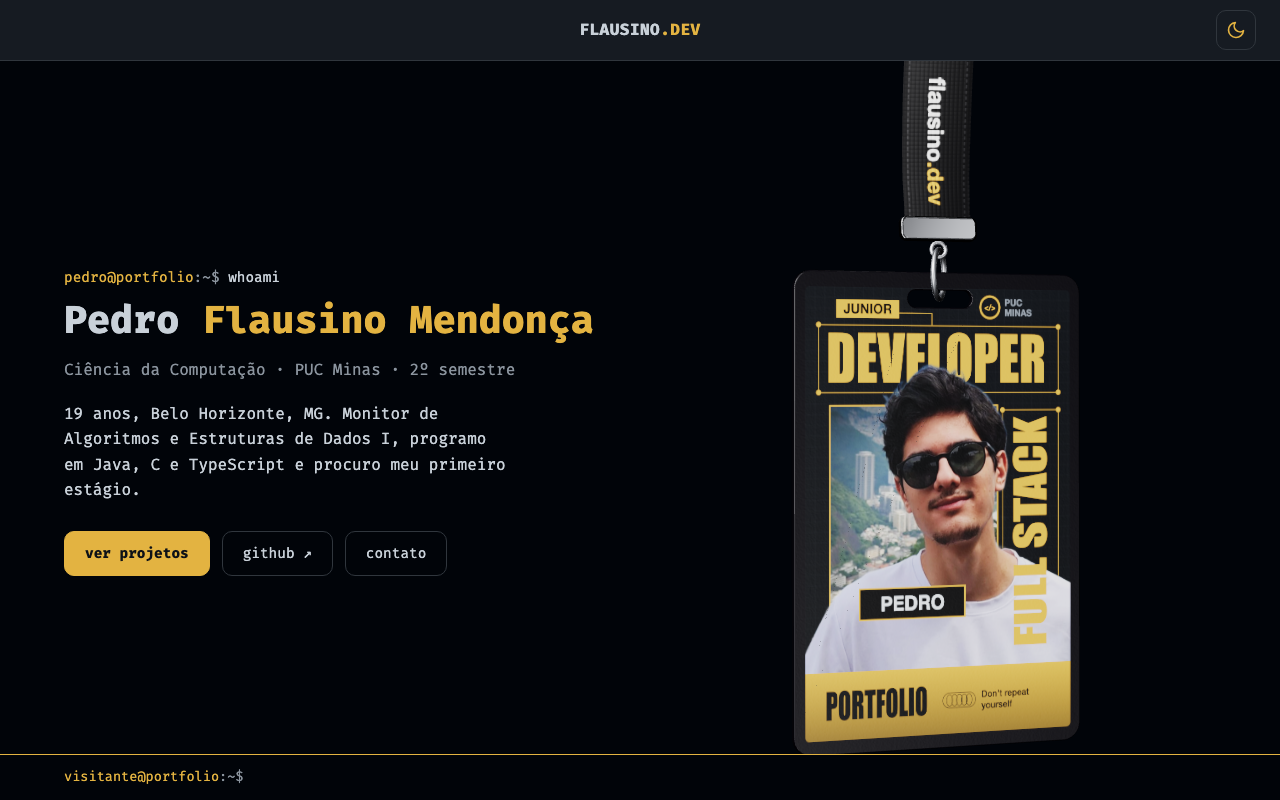 FLAUSINO.DEV
flausino.dev
pedro@portfolio:~$ whoami
Pedro Flausino Mendonça
Ciência da Computação · PUC Minas · 2º semestre
19 anos, Belo Horizonte, MG. Monitor de
Algoritmos e Estruturas de Dados I, programo
em Java, C e TypeScript e procuro meu primeiro
estágio.
ver projetos
github ↗
contato
JUNIOR
</>
PUC
MINAS
DEVELOPER
FULL STACK
PEDRO
PORTFOLIO
Don't repeat
yourself
visitante@portfolio:~$